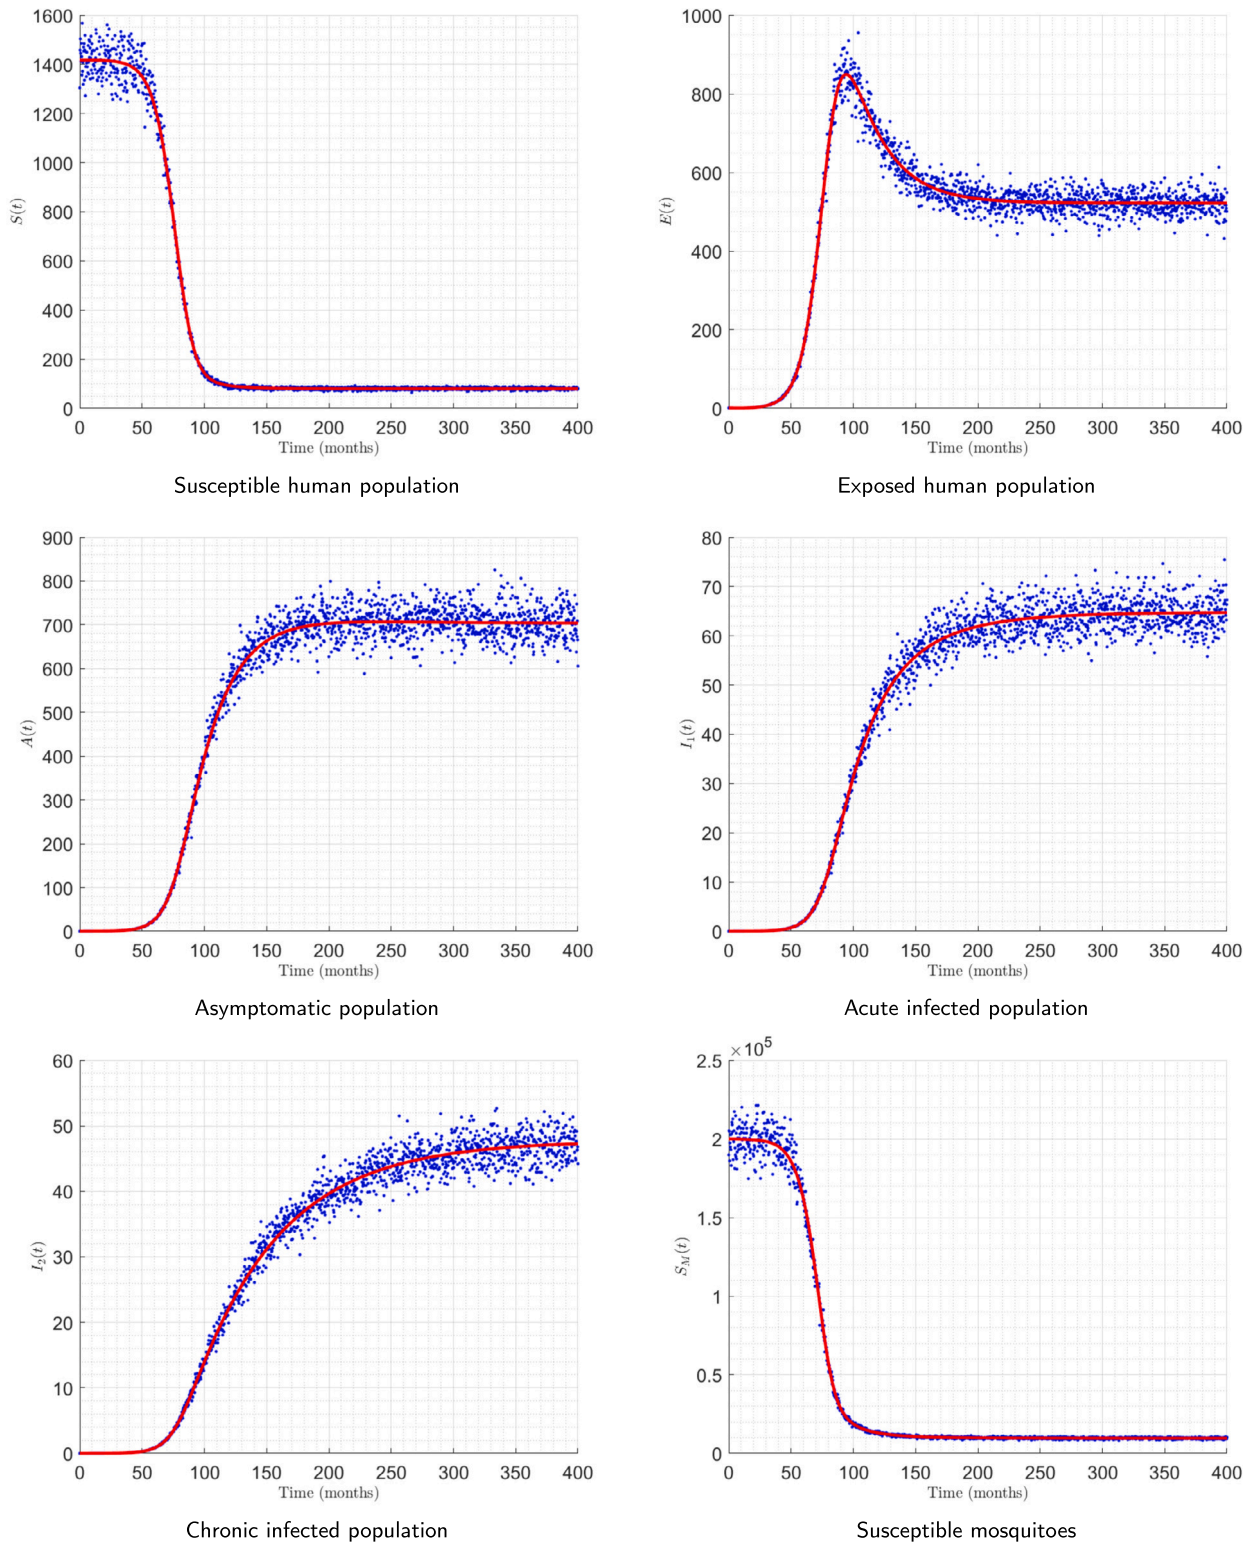 1600
1400
1200
1000
800
600
400
200
0
S(t)
0 50 100 150 200 250 300 350 400
Time (months)
Susceptible human population
1000
800
600
400
200
0
E(t)
0 50 100 150 200 250 300 350 400
Time (months)
Exposed human population
900
800
700
600
500
400
300
200
100
0
A(t)
0 50 100 150 200 250 300 350 400
Time (months)
Asymptomatic population
80
70
60
50
40
30
20
10
0
I₁(t)
0 50 100 150 200 250 300 350 400
Time (months)
Acute infected population
60
50
40
30
20
10
0
I₂(t)
0 50 100 150 200 250 300 350 400
Time (months)
Chronic infected population
×10⁵
2.5
2
1.5
1
0.5
0
S_M(t)
0 50 100 150 200 250 300 350 400
Time (months)
Susceptible mosquitoes